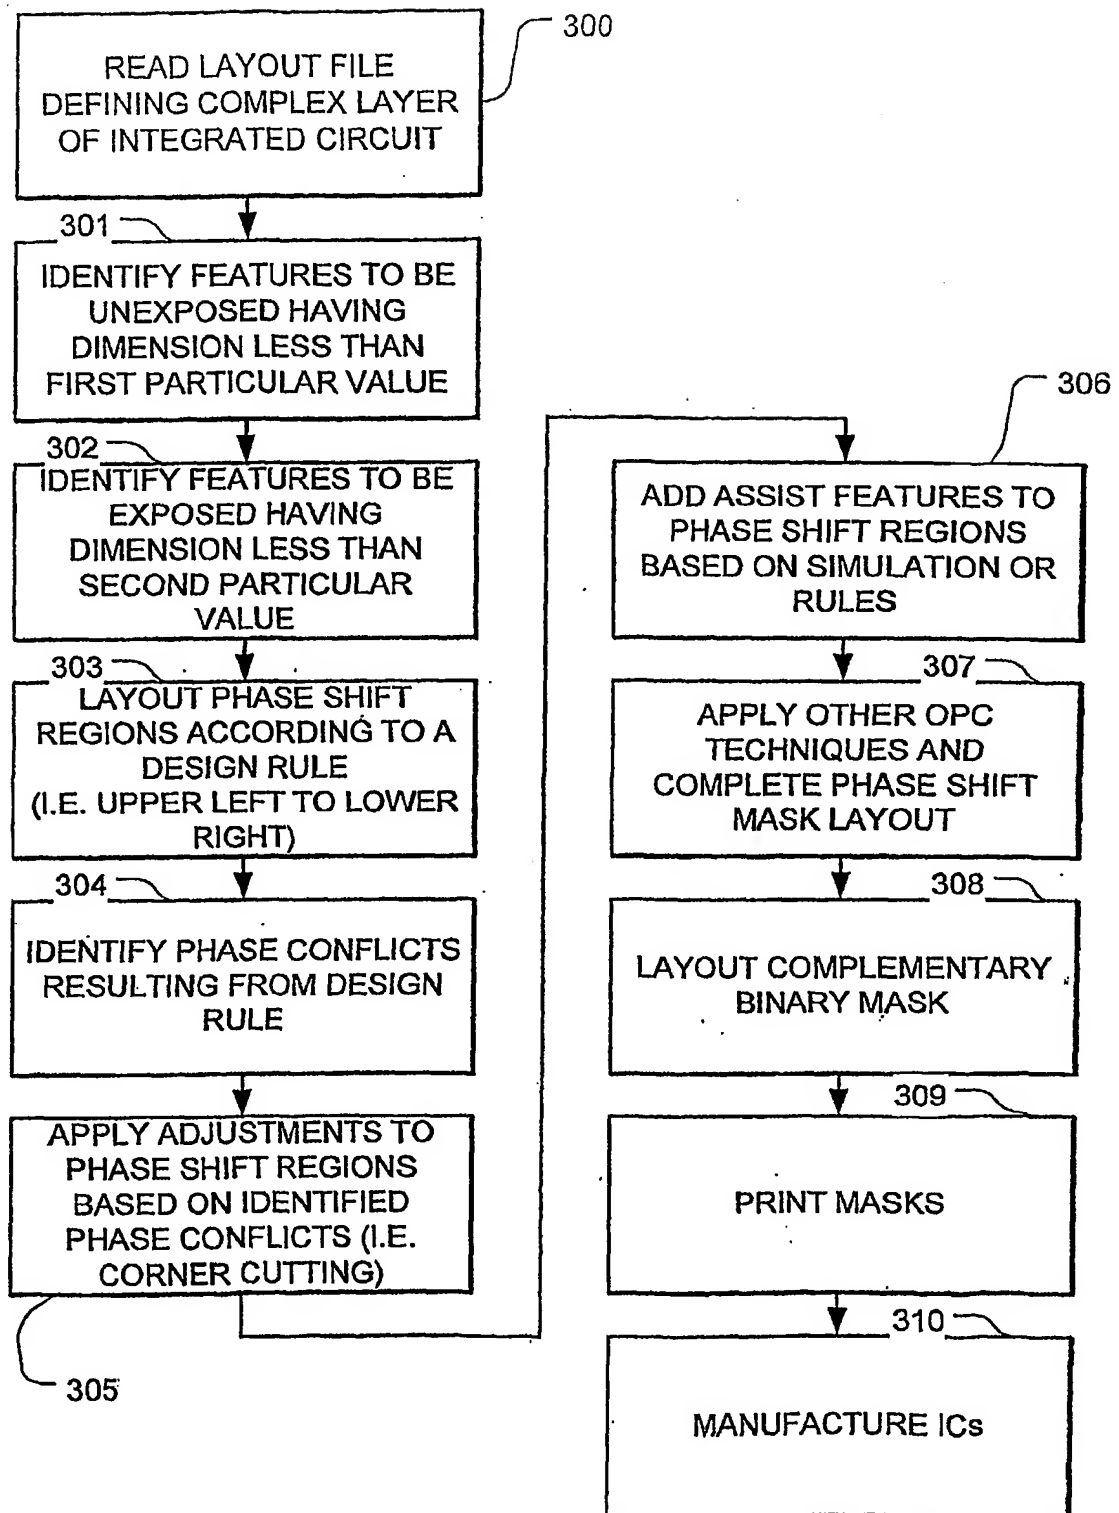 300
READ LAYOUT FILE
DEFINING COMPLEX LAYER
OF INTEGRATED CIRCUIT
301
IDENTIFY FEATURES TO BE
UNEXPOSED HAVING
DIMENSION LESS THAN
FIRST PARTICULAR VALUE
302
IDENTIFY FEATURES TO BE
EXPOSED HAVING
DIMENSION LESS THAN
SECOND PARTICULAR
VALUE
303
LAYOUT PHASE SHIFT
REGIONS ACCORDING TO A
DESIGN RULE
(I.E. UPPER LEFT TO LOWER
RIGHT)
304
IDENTIFY PHASE CONFLICTS
RESULTING FROM DESIGN
RULE
APPLY ADJUSTMENTS TO
PHASE SHIFT REGIONS
BASED ON IDENTIFIED
PHASE CONFLICTS (I.E.
CORNER CUTTING)
305
306
ADD ASSIST FEATURES TO
PHASE SHIFT REGIONS
BASED ON SIMULATION OR
RULES
307
APPLY OTHER OPC
TECHNIQUES AND
COMPLETE PHASE SHIFT
MASK LAYOUT
308
LAYOUT COMPLEMENTARY
BINARY MASK
309
PRINT MASKS
310
MANUFACTURE ICs